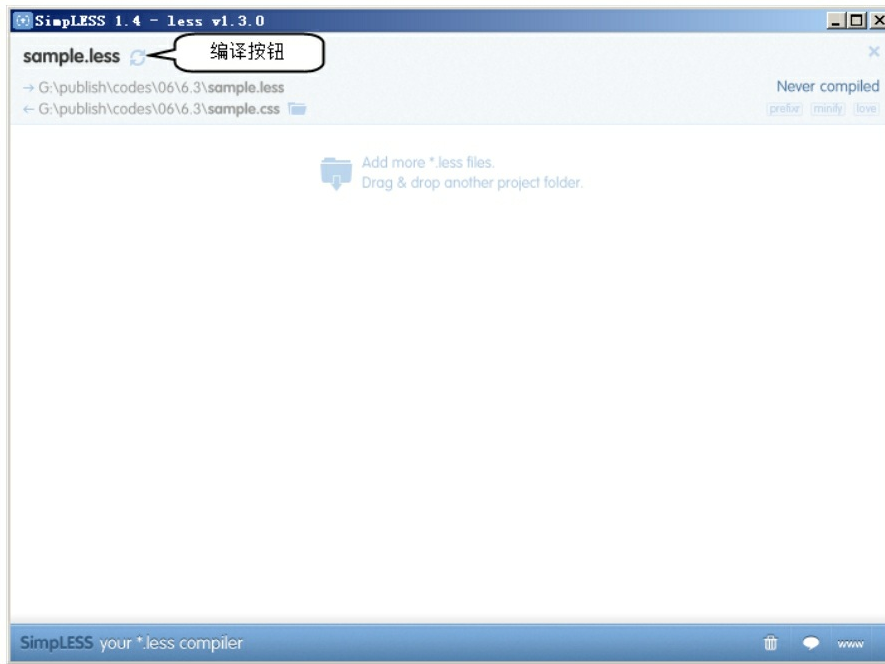 SimpLESS 1.4 - less v1.3.0
sample.less
编译按钮
→ G:\publish\codes\06\6.3\sample.less
Never compiled
← G:\publish\codes\06\6.3\sample.css
prefixr minify love
Add more *.less files.
Drag & drop another project folder.
SimpLESS your *.less compiler
www